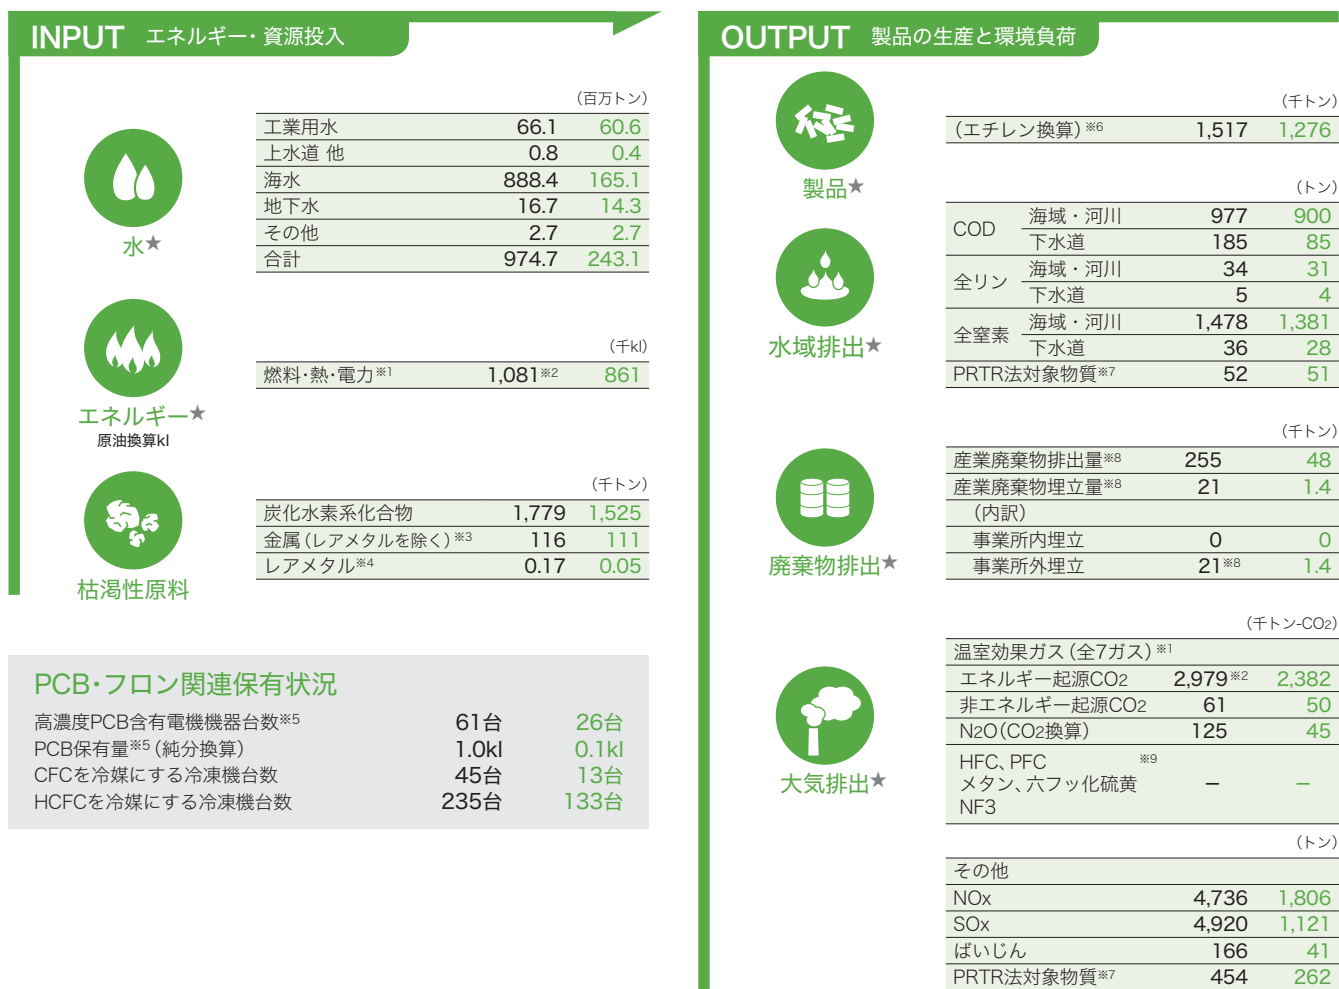 INPUT エネルギー・資源投入
(百万トン)
工業用水 66.1 60.6
上水道 他 0.8 0.4
海水 888.4 165.1
地下水 16.7 14.3
その他 2.7 2.7
合計 974.7 243.1
水★
(千kl)
燃料・熱・電力※1 1,081※2 861
エネルギー★
原油換算kl
(千トン)
炭化水素系化合物 1,779 1,525
金属(レアメタルを除く)※3 116 111
レアメタル※4 0.17 0.05
枯渇性原料
PCB・フロン関連保有状況
高濃度PCB含有電機機器台数※5 61台 26台
PCB保有量※5(純分換算) 1.0kl 0.1kl
CFCを冷媒にする冷凍機台数 45台 13台
HCFCを冷媒にする冷凍機台数 235台 133台
OUTPUT 製品の生産と環境負荷
(千トン)
(エチレン換算)※6 1,517 1,276
製品★
(トン)
COD 海域・河川 977 900
下水道 185 85
全リン 海域・河川 34 31
下水道 5 4
全窒素 海域・河川 1,478 1,381
下水道 36 28
PRTR法対象物質※7 52 51
水域排出★
(千トン)
産業廃棄物排出量※8 255 48
産業廃棄物埋立量※8 21 1.4
(内訳)
事業所内埋立 0 0
事業所外埋立 21※8 1.4
廃棄物排出★
(千トン-CO2)
温室効果ガス(全7ガス)※1
エネルギー起源CO2 2,979※2 2,382
非エネルギー起源CO2 61 50
N2O(CO2換算) 125 45
HFC、PFC ※9
メタン、六フッ化硫黄 － －
NF3
大気排出★
(トン)
その他
NOx 4,736 1,806
SOx 4,920 1,121
ばいじん 166 41
PRTR法対象物質※7 454 262